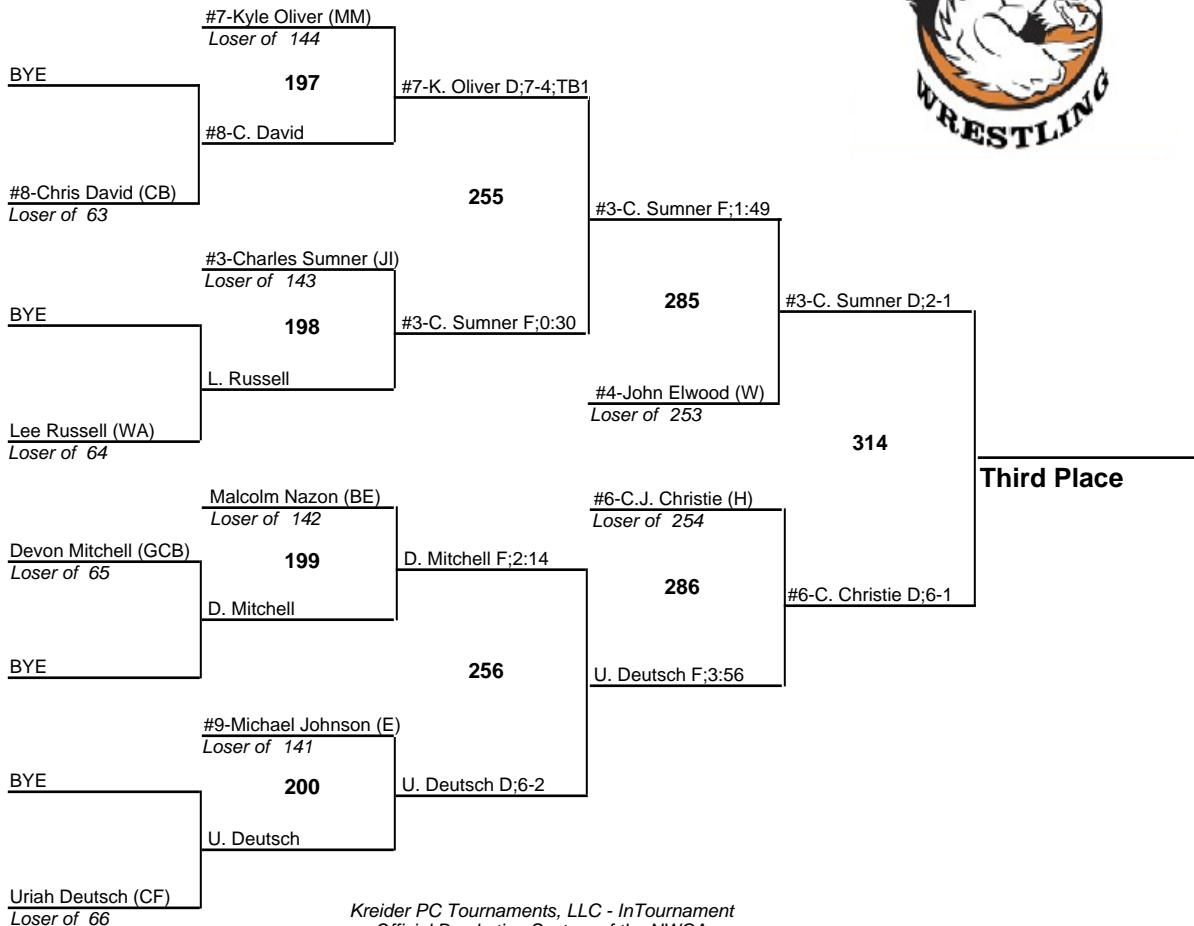 #7-Kyle Oliver (MM)
Loser of 144
BYE
197
#7-K. Oliver D;7-4;TB1
#8-C. David
#8-Chris David (CB)
Loser of 63
255
#3-C. Sumner F;1:49
#3-Charles Sumner (JI)
Loser of 143
BYE
198
#3-C. Sumner F;0:30
285
#3-C. Sumner D;2-1
L. Russell
#4-John Elwood (W)
Loser of 253
Lee Russell (WA)
Loser of 64
314
Third Place
Malcolm Nazon (BE)
Loser of 142
#6-C.J. Christie (H)
Loser of 254
Devon Mitchell (GCB)
Loser of 65
199
D. Mitchell F;2:14
286
#6-C. Christie D;6-1
D. Mitchell
BYE
256
U. Deutsch F;3:56
#9-Michael Johnson (E)
Loser of 141
BYE
200
U. Deutsch D;6-2
U. Deutsch
Uriah Deutsch (CF)
Loser of 66
Kreider PC Tournaments, LLC - InTournament
WRESTLING